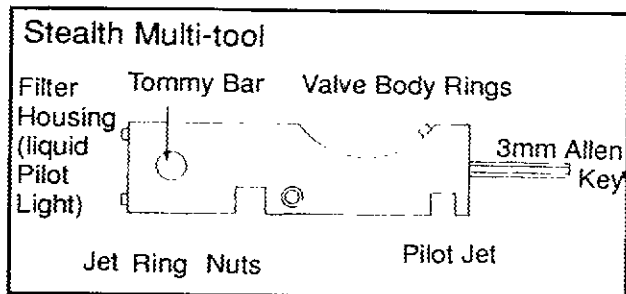 Stealth Multi-tool
Filter Housing (liquid Pilot Light)
Tommy Bar
Valve Body Rings
3mm Allen Key
Jet Ring Nuts
Pilot Jet